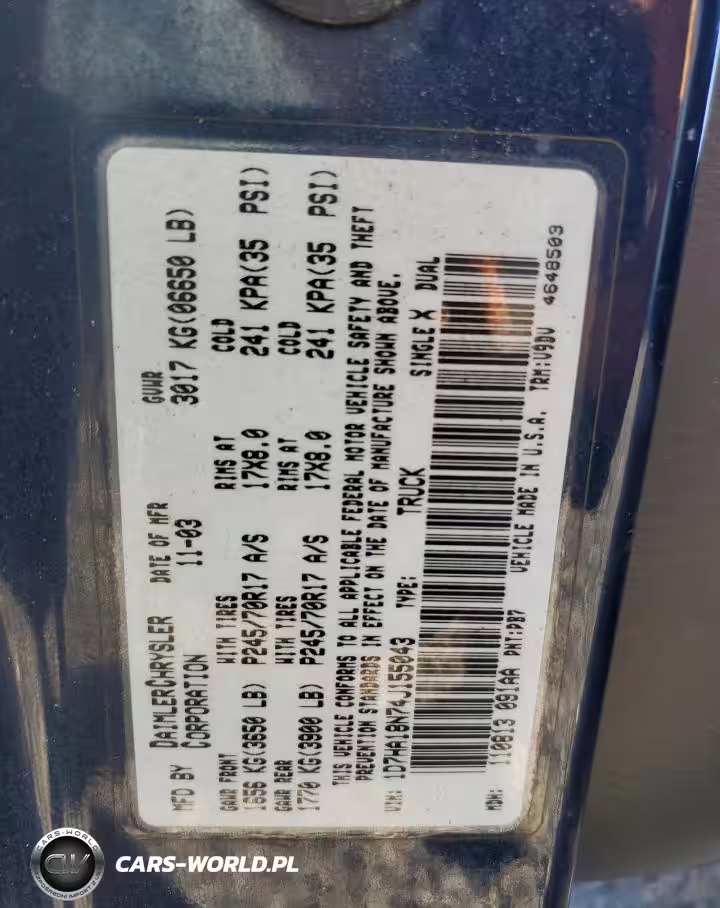 MFD BY DAIMLERCHRYSLER CORPORATION DATE OF MFR 11-03 GVWR 3017 KG(06650 LB)
GAWR FRONT WITH TIRES RIMS AT COLD
1656 KG(3650 LB) P245/70R17 A/S 17X8.0 241 KPA(35 PSI)
GAWR REAR WITH TIRES RIMS AT COLD
1770 KG(3900 LB) P245/70R17 A/S 17X8.0 241 KPA(35 PSI)
THIS VEHICLE CONFORMS TO ALL APPLICABLE FEDERAL MOTOR VEHICLE SAFETY AND THEFT
PREVENTION STANDARDS IN EFFECT ON THE DATE OF MANUFACTURE SHOWN ABOVE.
VIN: 1D7HA18N74J155043 TYPE: TRUCK SINGLE X DUAL
MDH: 110813 091AA PNT:PB7 VEHICLE MADE IN U.S.A. TRM:V9DV 4648503
CARS-WORLD
CW
CARS-WORLD.PL